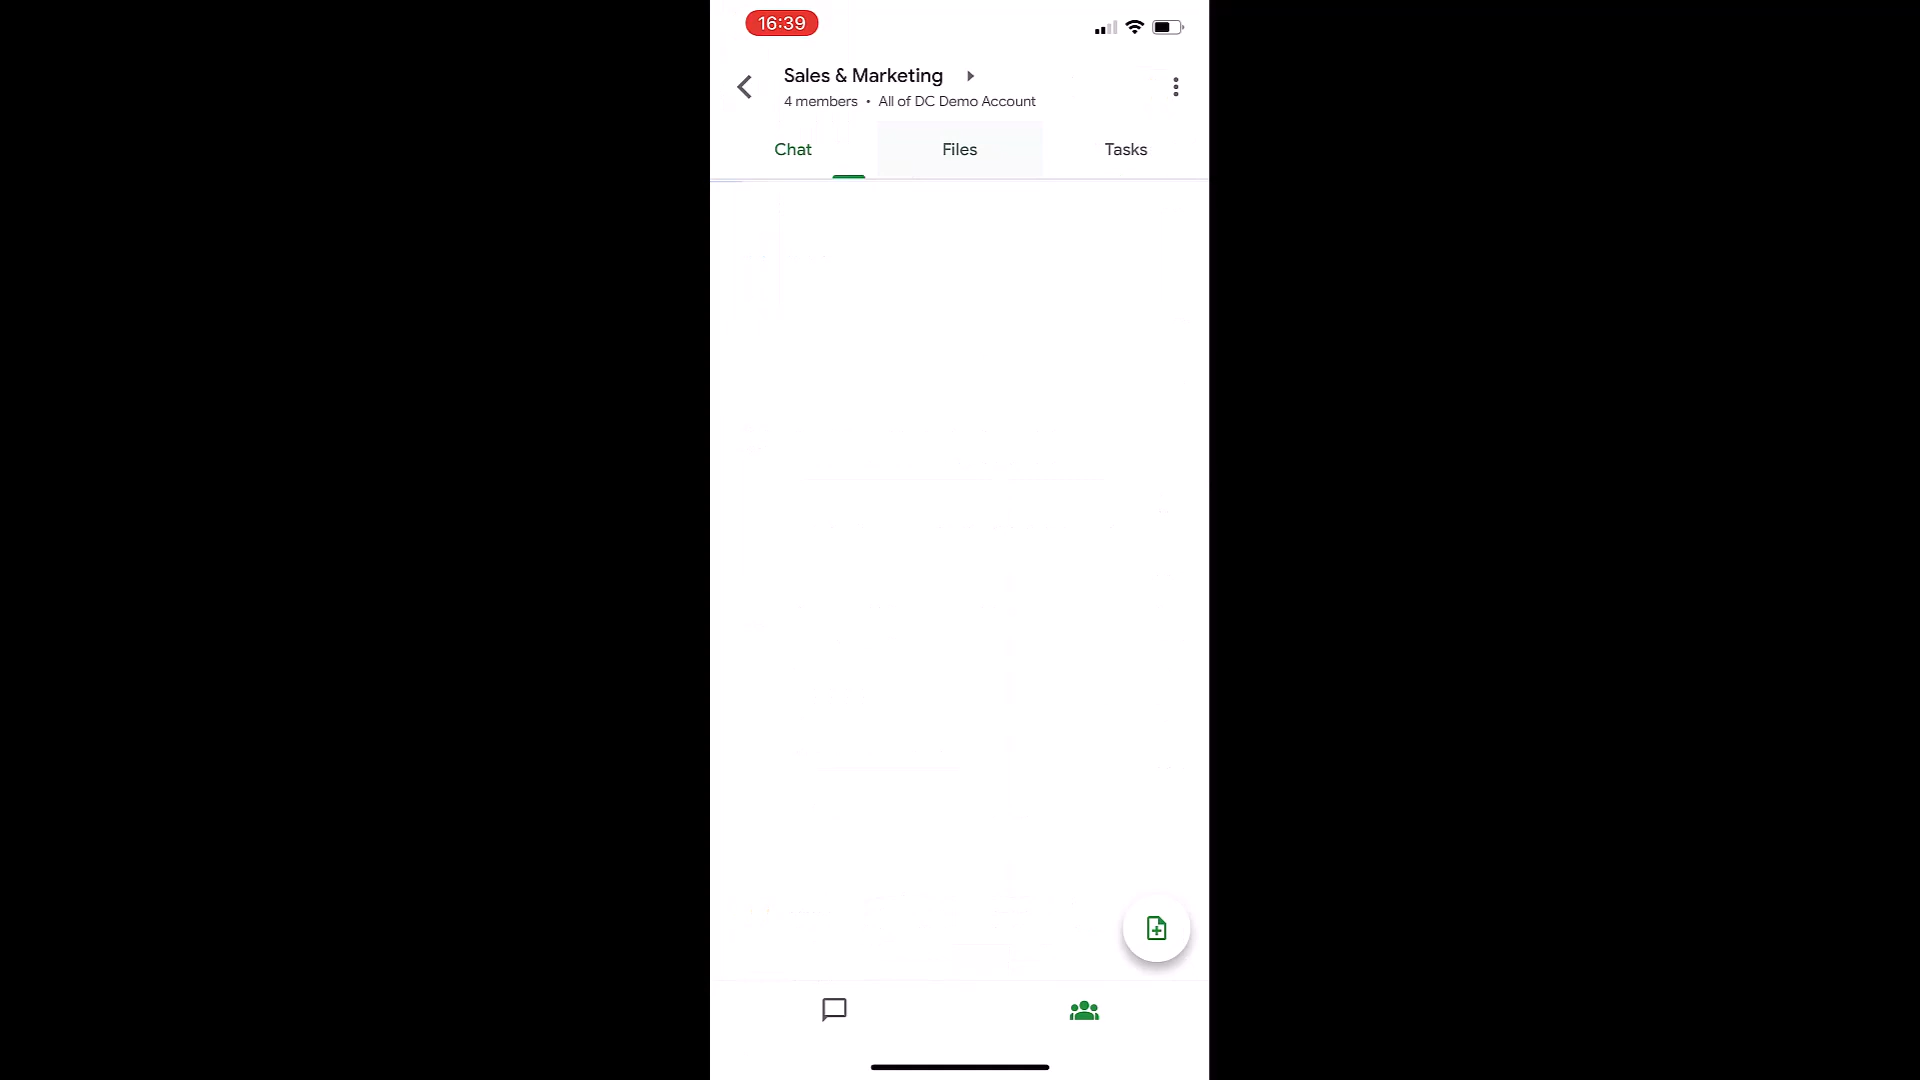 16:39
Sales & Marketing
4 members • All of DC Demo Account
Chat Files Tasks